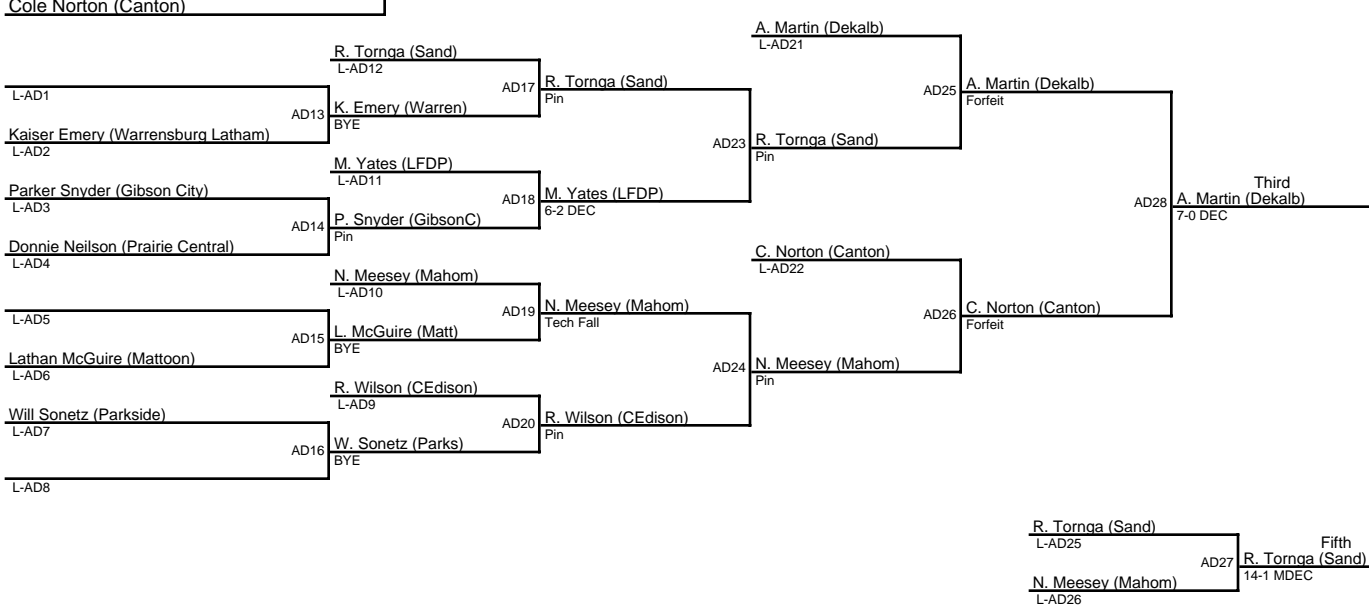 Cole Norton (Canton)
A. Martin (Dekalb)
L-AD21
R. Tornga (Sand)
L-AD12
AD17
R. Tornga (Sand)
Pin
AD25
A. Martin (Dekalb)
Forfeit
L-AD1
AD13
K. Emery (Warren)
BYE
Kaiser Emery (Warrensburg Latham)
L-AD2
AD23
R. Tornga (Sand)
Pin
M. Yates (LFDP)
L-AD11
Parker Snyder (Gibson City)
L-AD3
AD18
M. Yates (LFDP)
6-2 DEC
Third
AD28
A. Martin (Dekalb)
7-0 DEC
AD14
P. Snyder (GibsonC)
Pin
Donnie Neilson (Prairie Central)
L-AD4
C. Norton (Canton)
L-AD22
N. Meesey (Mahom)
L-AD10
L-AD5
AD19
N. Meesey (Mahom)
Tech Fall
AD26
C. Norton (Canton)
Forfeit
AD15
L. McGuire (Matt)
BYE
Lathan McGuire (Mattoon)
L-AD6
AD24
N. Meesey (Mahom)
Pin
R. Wilson (CEdison)
L-AD9
Will Sonetz (Parkside)
L-AD7
AD20
R. Wilson (CEdison)
Pin
AD16
W. Sonetz (Parks)
BYE
L-AD8
R. Tornga (Sand)
L-AD25
Fifth
AD27
R. Tornga (Sand)
14-1 MDEC
N. Meesey (Mahom)
L-AD26